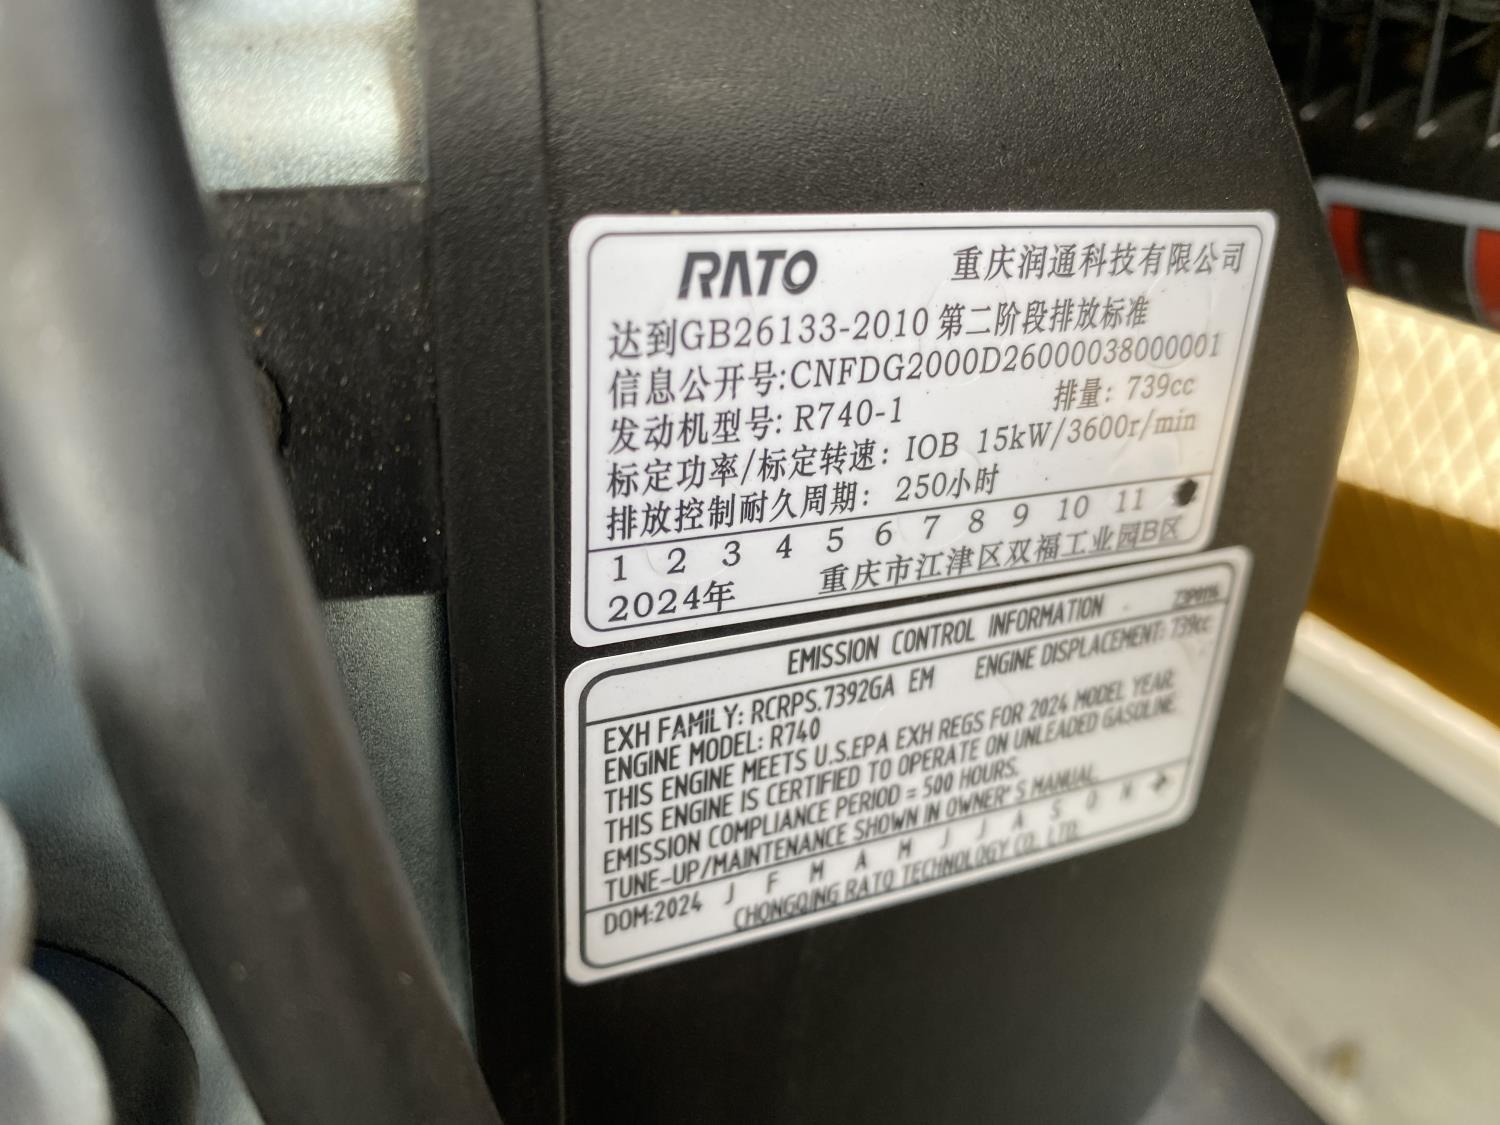 RATO 重庆润通科技有限公司
达到GB26133-2010 第二阶段排放标准
信息公开号:CNFDG2000D26000038000001
发动机型号: R740-1 排量: 739cc
标定功率/标定转速: IOB 15kW/3600r/min
排放控制耐久周期: 250小时
1 2 3 4 5 6 7 8 9 10 11
2024年 重庆市江津区双福工业园B区
EMISSION CONTROL INFORMATION
EXH FAMILY: RCRPS.7392GA EM ENGINE DISPLACEMENT: 739cc
ENGINE MODEL: R740
THIS ENGINE MEETS U.S.EPA EXH REGS FOR 2024 MODEL YEAR.
THIS ENGINE IS CERTIFIED TO OPERATE ON UNLEADED GASOLINE.
EMISSION COMPLIANCE PERIOD = 500 HOURS.
TUNE-UP/MAINTENANCE SHOWN IN OWNER'S MANUAL.
DOM:2024 J F M A M J J A S O N
CHONGQING RATO TECHNOLOGY CO. LTD.